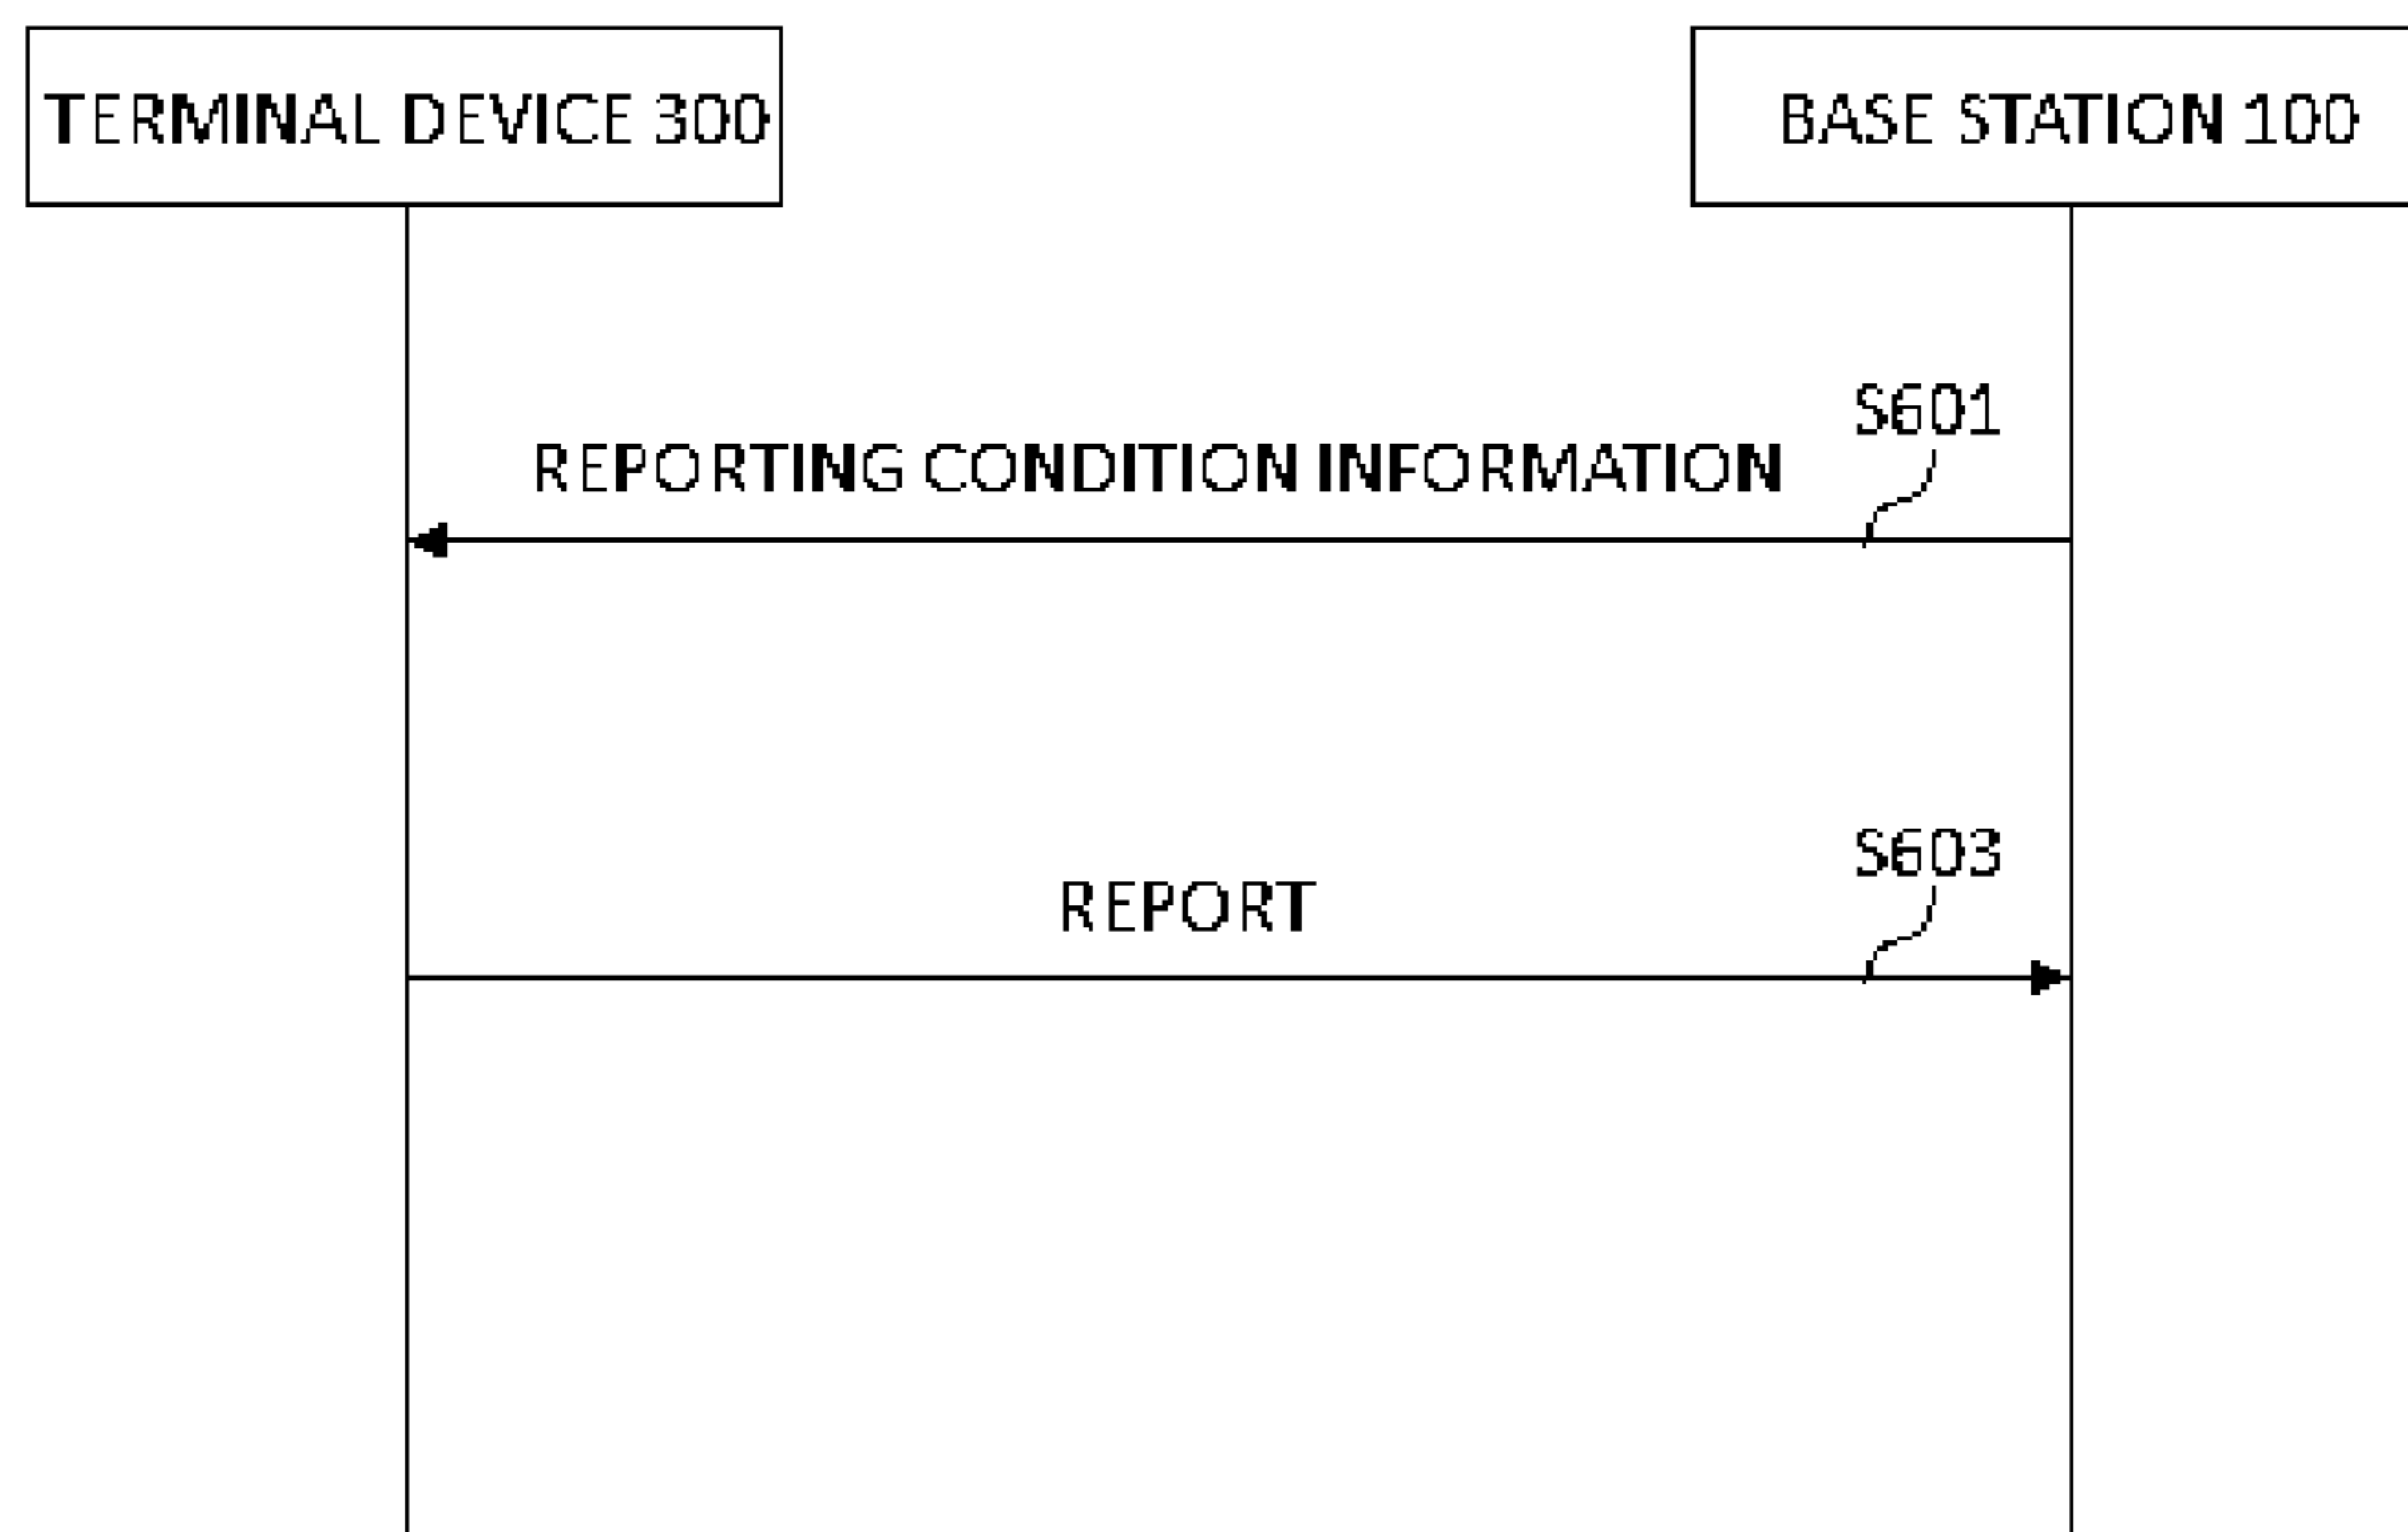 TERMINAL DEVICE 300
BASE STATION 100
S601
REPORTING CONDITION INFORMATION
S603
REPORT